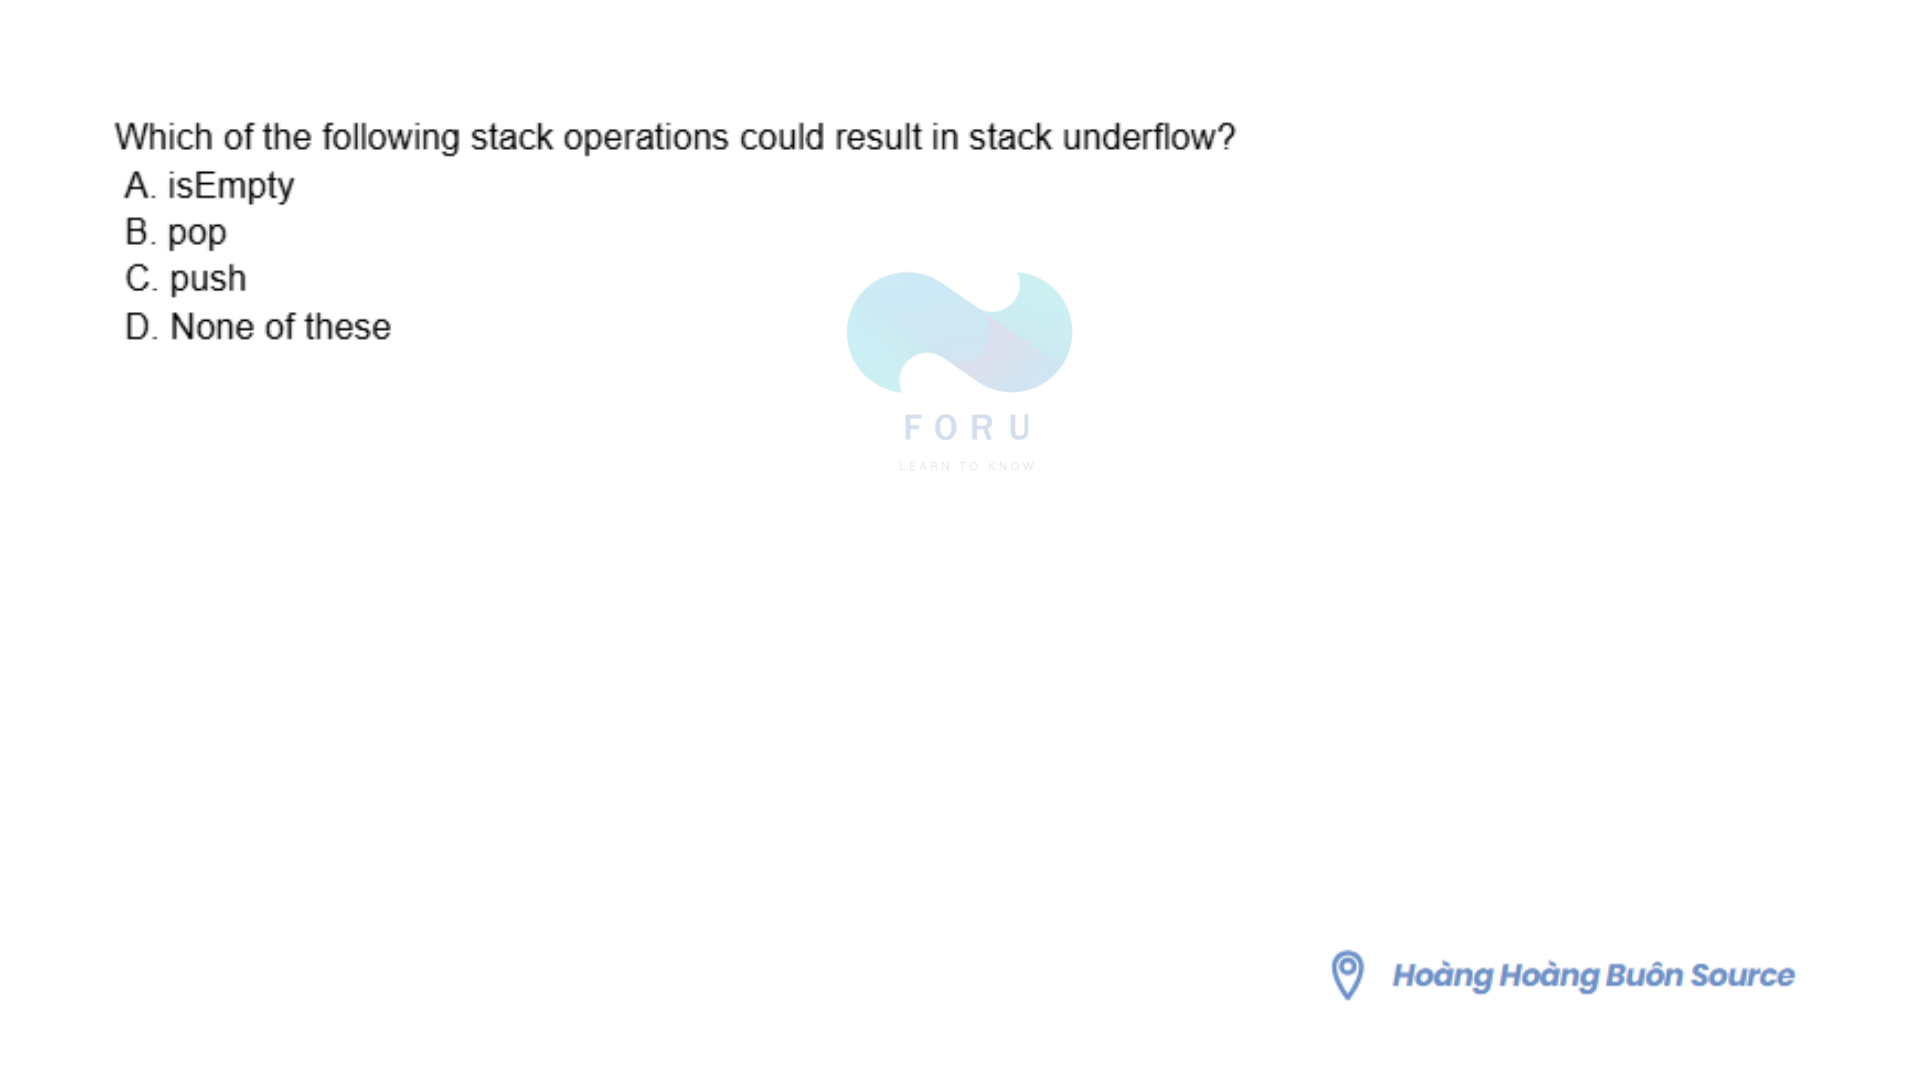 Which of the following stack operations could result in stack underflow?
A. isEmpty
B. pop
C. push
D. None of these
FORU
LEARN TO KNOW
Hoàng Hoàng Buôn Source